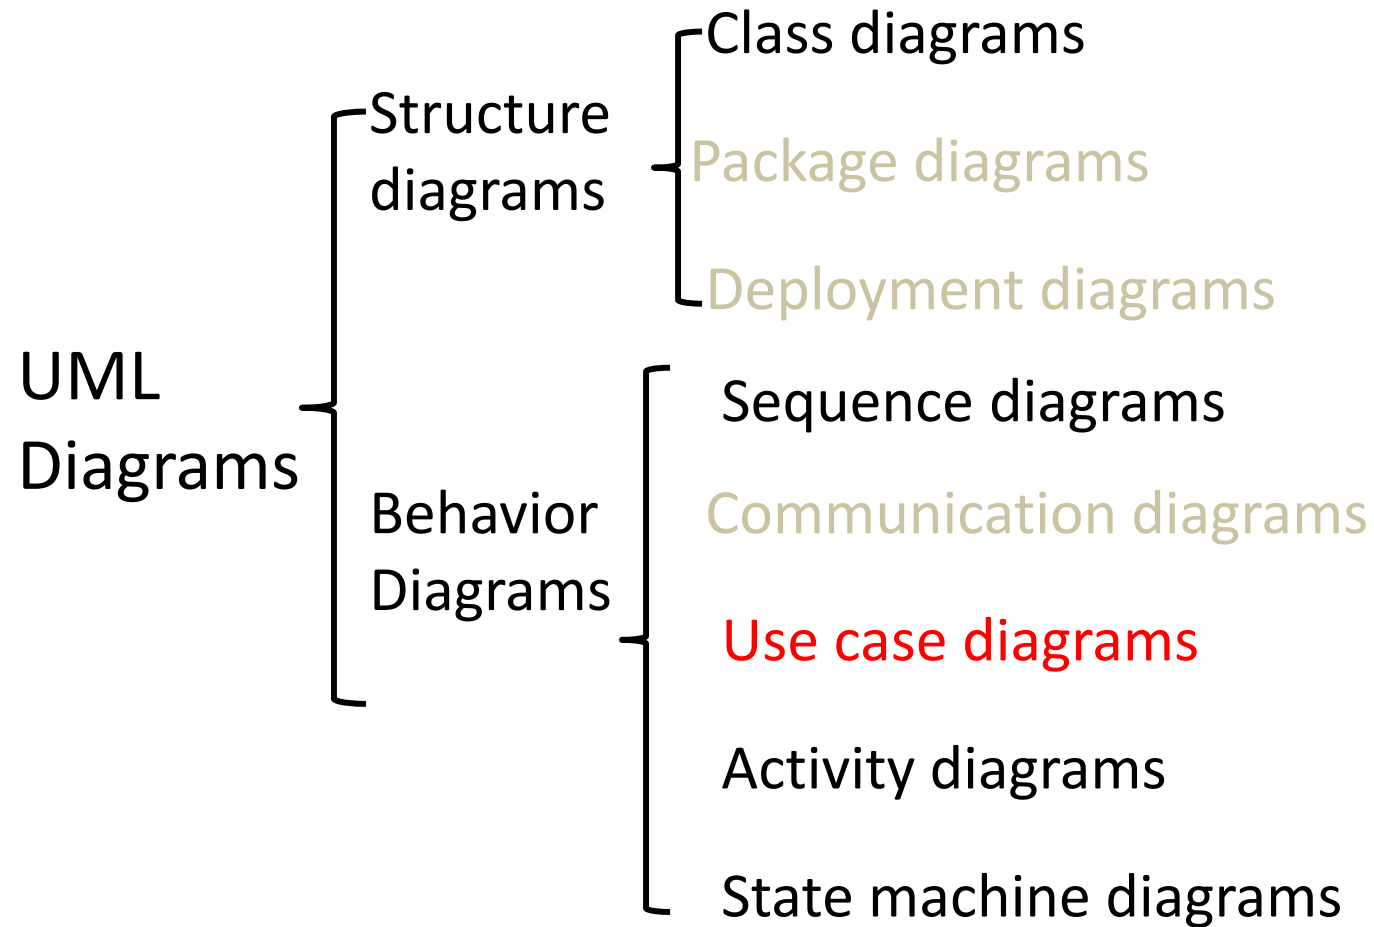 UML
Diagrams
Structure
diagrams
Class diagrams
Package diagrams
Deployment diagrams
Behavior
Diagrams
Sequence diagrams
Communication diagrams
Use case diagrams
Activity diagrams
State machine diagrams